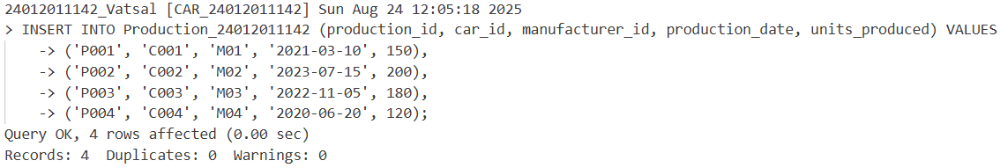 24012011142_Vatsal [CAR_24012011142] Sun Aug 24 12:05:18 2025
> INSERT INTO Production_24012011142 (production_id, car_id, manufacturer_id, production_date, units_produced) VALUES
-> ('P001', 'C001', 'M01', '2021-03-10', 150),
-> ('P002', 'C002', 'M02', '2023-07-15', 200),
-> ('P003', 'C003', 'M03', '2022-11-05', 180),
-> ('P004', 'C004', 'M04', '2020-06-20', 120);
Query OK, 4 rows affected (0.00 sec)
Records: 4  Duplicates: 0  Warnings: 0